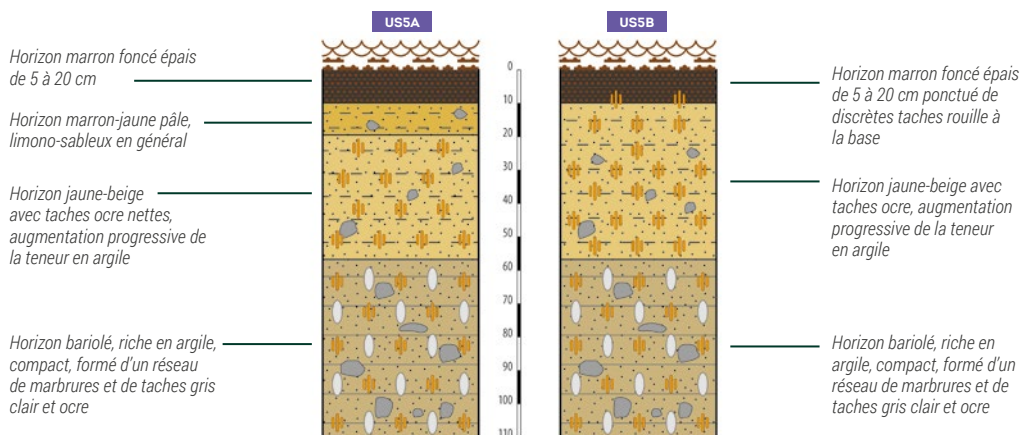 US5A
US5B
Horizon marron foncé épais
de 5 à 20 cm
Horizon marron-jaune pâle,
limono-sableux en général
Horizon jaune-beige
avec taches ocre nettes,
augmentation progressive de
la teneur en argile
Horizon bariolé, riche en argile,
compact, formé d'un réseau
de marbrures et de taches gris
clair et ocre
0
10
20
30
40
50
60
70
80
90
100
110
Horizon marron foncé épais
de 5 à 20 cm ponctué de
discrètes taches rouille à
la base
Horizon jaune-beige avec
taches ocre, augmentation
progressive de la teneur
en argile
Horizon bariolé, riche en
argile, compact, formé d'un
réseau de marbrures et de
taches gris clair et ocre